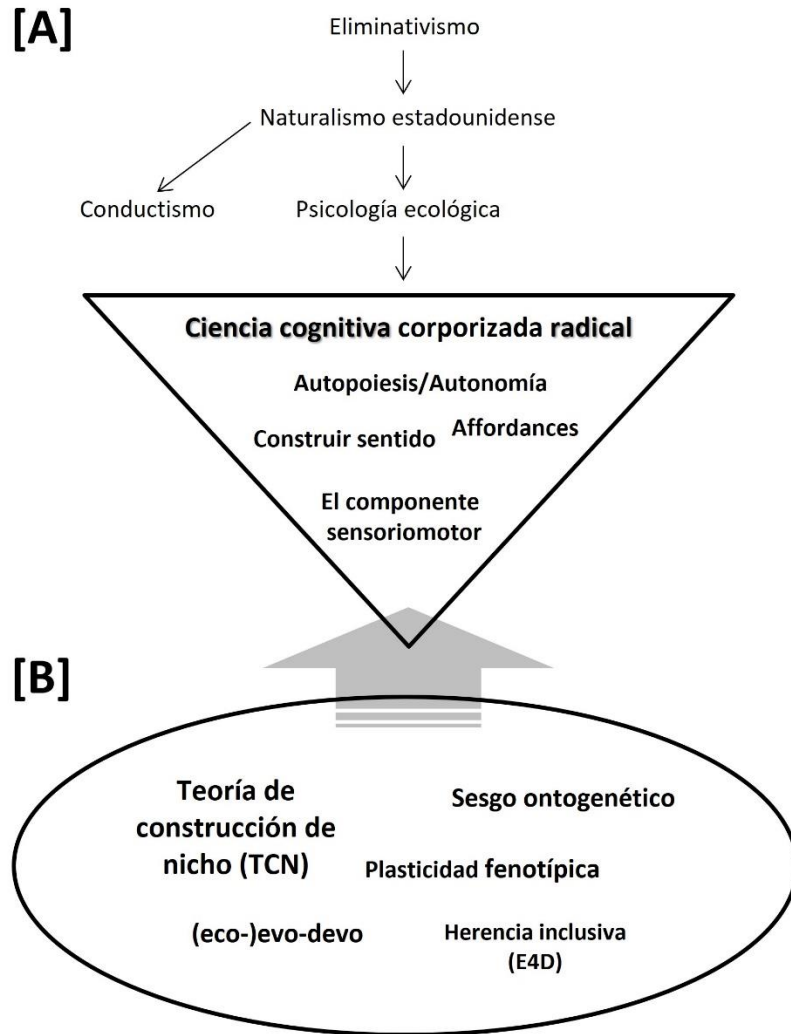 [A]
Eliminativismo
Naturalismo estadounidense
Conductismo
Psicología ecológica
Ciencia cognitiva corporizada radical
Autopoiesis/Autonomía
Construir sentido
Affordances
El componente
sensoriomotor
[B]
Teoría de
construcción de
nicho (TCN)
Sesgo ontogenético
Plasticidad fenotípica
(eco-)evo-devo
Herencia inclusiva
(E4D)